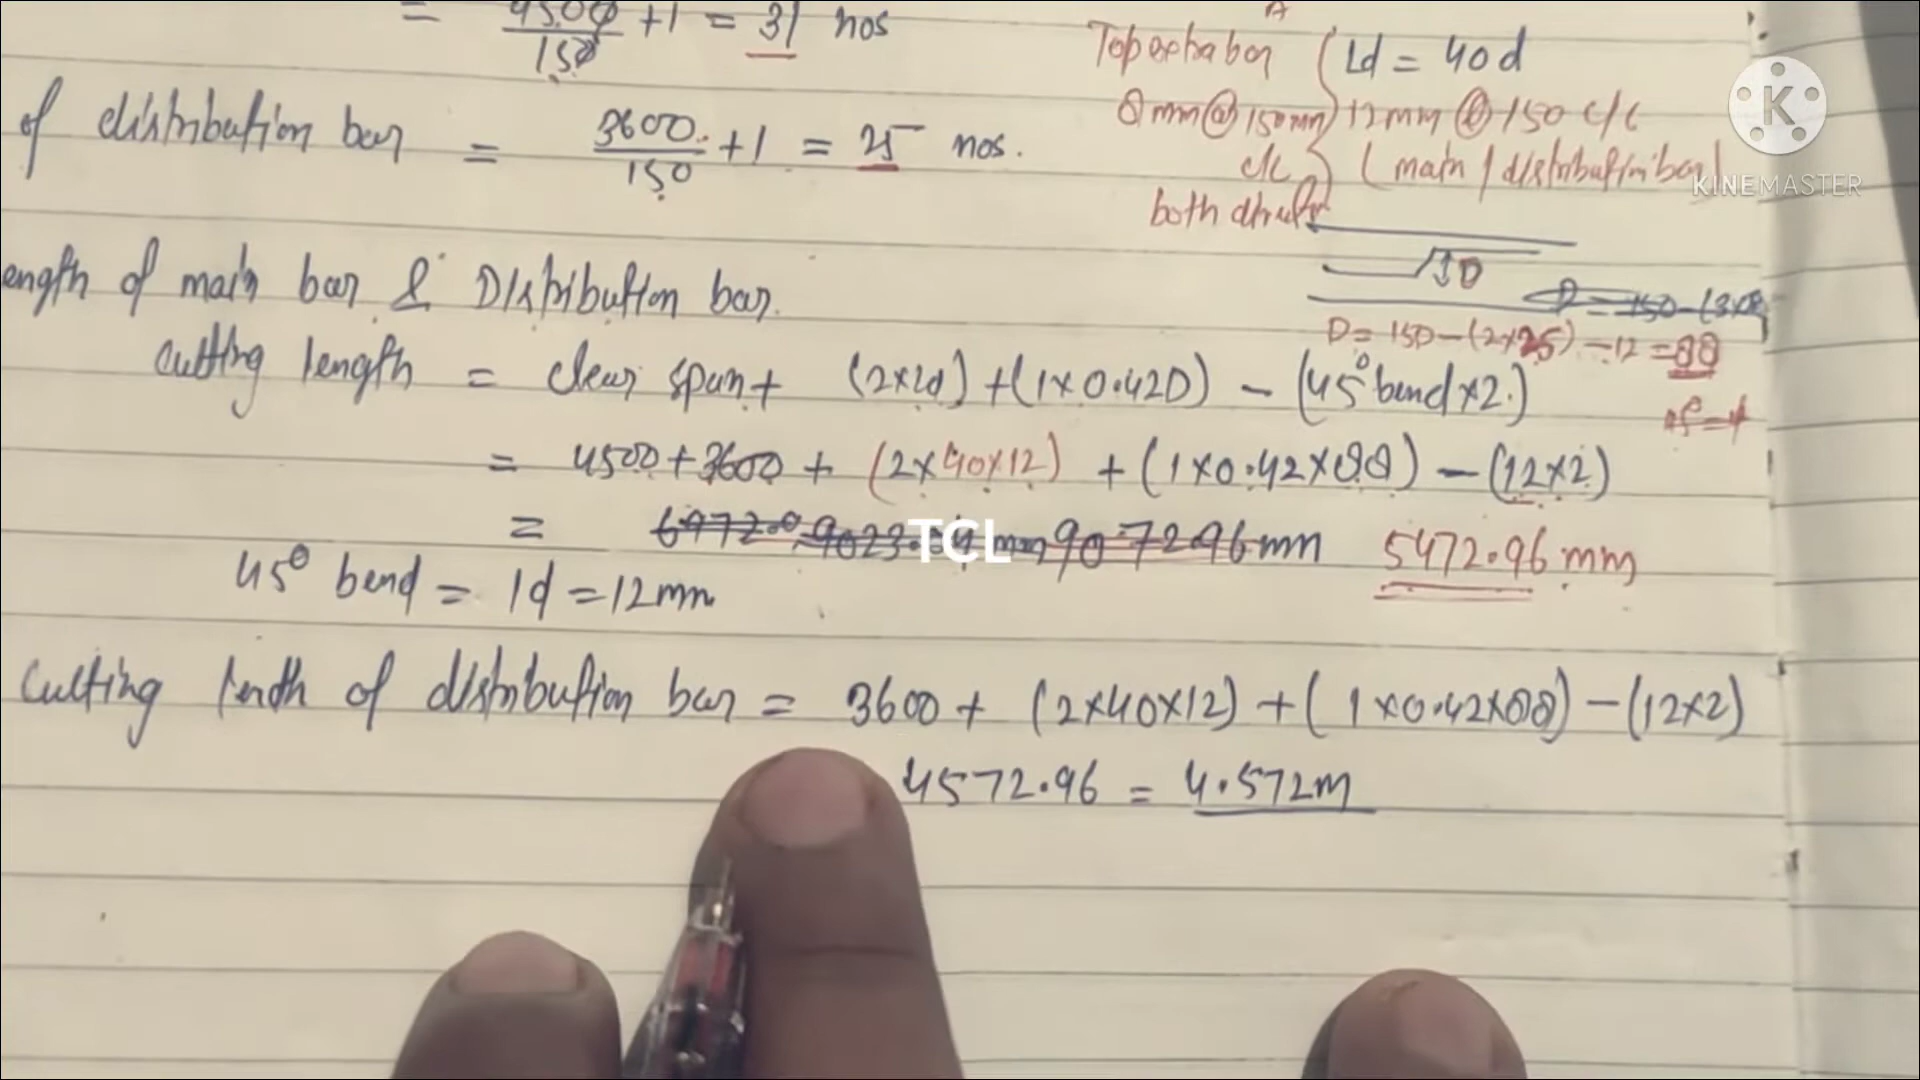 = 4500/150 +1 = 31 nos
of distribution bar = 3600/150 +1 = 25 nos.
ength of main bar & Distribution bar.
cutting length = clear span + (2×Ld) + (1×0.42D) - (45° bend×2.)
= 4500+3600 + (2×40×12) + (1×0.42×88) - (12×2)
= 9072.96 mm 5472.96 mm
45° bend = 1d = 12mm
Cutting lendh of distribution bar = 3600 + (2×40×12) + (1×0.42×88) - (12×2)
4572.96 = 4.572m
Top extra bar
8mm@150mm
c/c
both
Ld = 40d
12mm @ 150 c/c
(main / distribution bar)
D
D = 150-(2×25) -12 = 88
K
KINEMASTER
TCL